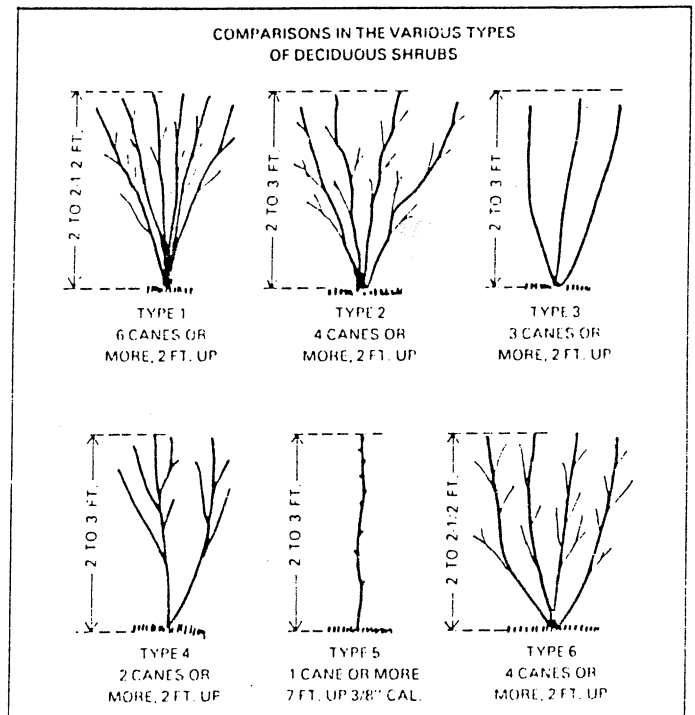 COMPARISONS IN THE VARIOUS TYPES
OF DECIDUOUS SHRUBS
2 TO 2-1/2 FT.
2 TO 3 FT.
2 TO 3 FT.
TYPE 1
6 CANES OR
MORE, 2 FT. UP
TYPE 2
4 CANES OR
MORE, 2 FT. UP
TYPE 3
3 CANES OR
MORE, 2 FT. UP
2 TO 3 FT.
2 TO 3 FT.
2 TO 2-1/2 FT.
TYPE 4
2 CANES OR
MORE, 2 FT. UP
TYPE 5
1 CANE OR MORE
7 FT. UP 3/8" CAL.
TYPE 6
4 CANES OR
MORE, 2 FT. UP